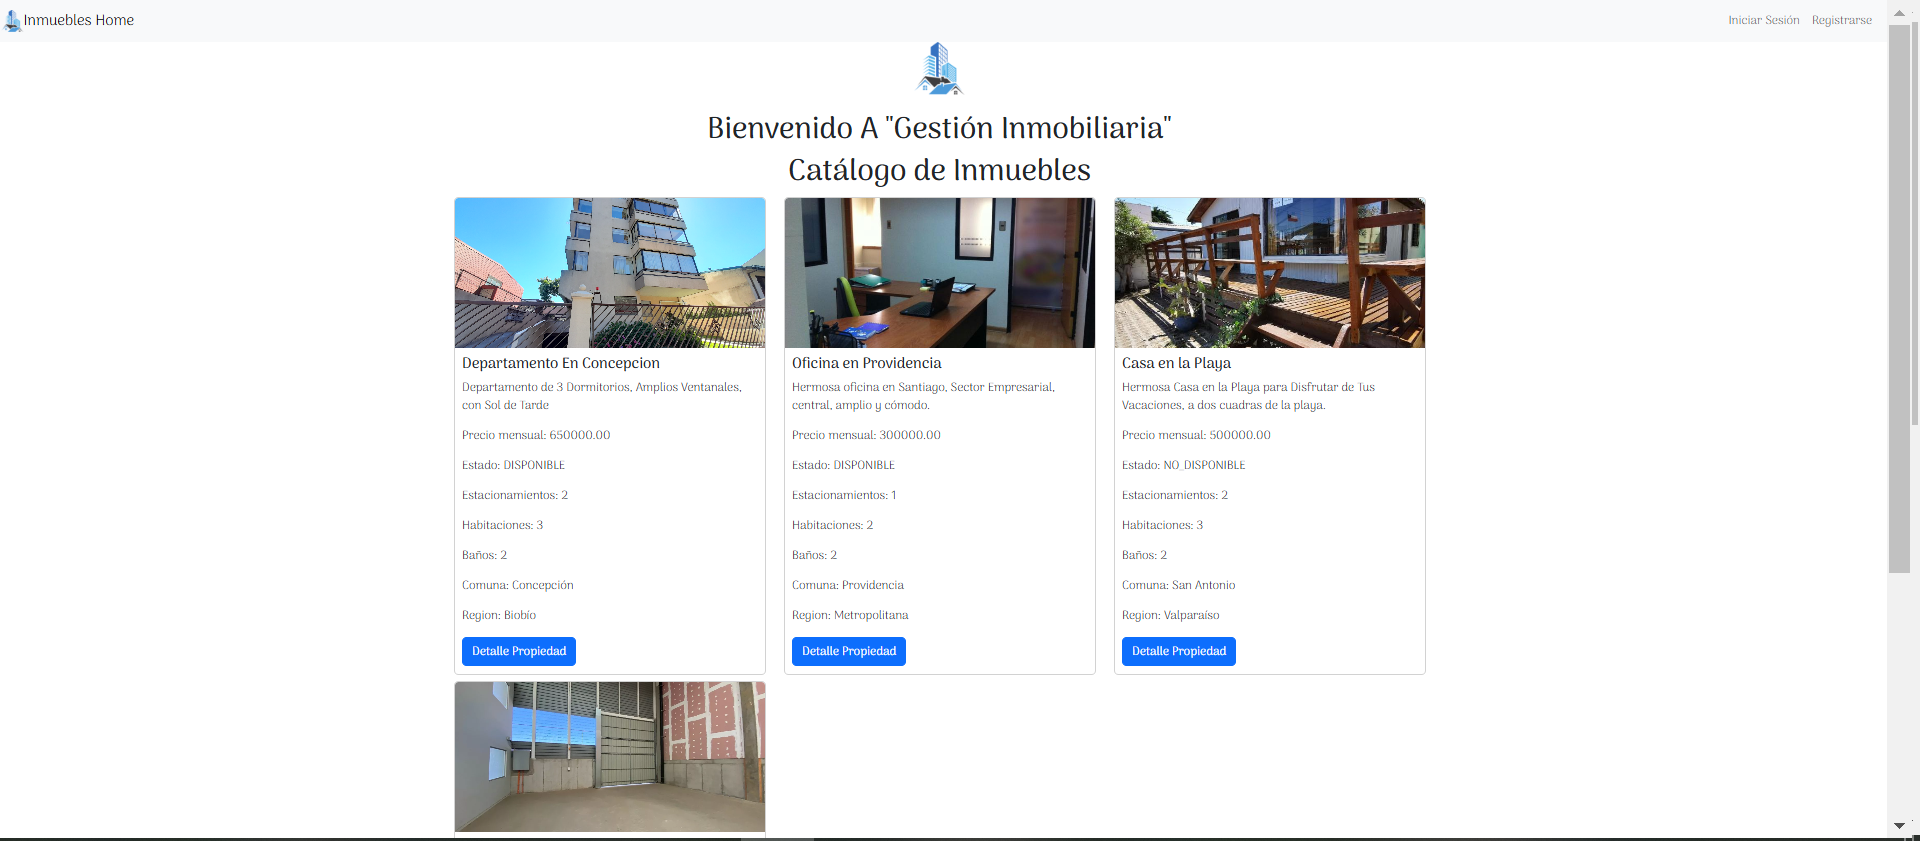 Inmuebles Home
Iniciar Sesión Registrarse
Bienvenido A "Gestión Inmobiliaria"
Catálogo de Inmuebles
Departamento En Concepcion
Departamento de 3 Dormitorios, Amplios Ventanales,
con Sol de Tarde
Precio mensual: 650000.00
Estado: DISPONIBLE
Estacionamientos: 2
Habitaciones: 3
Baños: 2
Comuna: Concepción
Region: Biobío
Detalle Propiedad
Oficina en Providencia
Hermosa oficina en Santiago, Sector Empresarial,
central, amplio y cómodo.
Precio mensual: 300000.00
Estado: DISPONIBLE
Estacionamientos: 1
Habitaciones: 2
Baños: 2
Comuna: Providencia
Region: Metropolitana
Detalle Propiedad
Casa en la Playa
Hermosa Casa en la Playa para Disfrutar de Tus
Vacaciones, a dos cuadras de la playa.
Precio mensual: 500000.00
Estado: NO_DISPONIBLE
Estacionamientos: 2
Habitaciones: 3
Baños: 2
Comuna: San Antonio
Region: Valparaíso
Detalle Propiedad